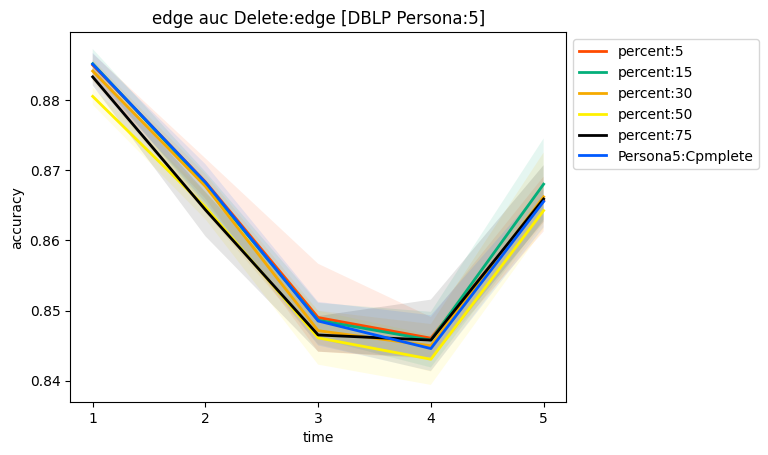 edge auc Delete:edge [DBLP Persona:5]
accuracy
0.88
0.87
0.86
0.85
0.84
1 2 3 4 5
time
percent:5
percent:15
percent:30
percent:50
percent:75
Persona5:Cpmplete